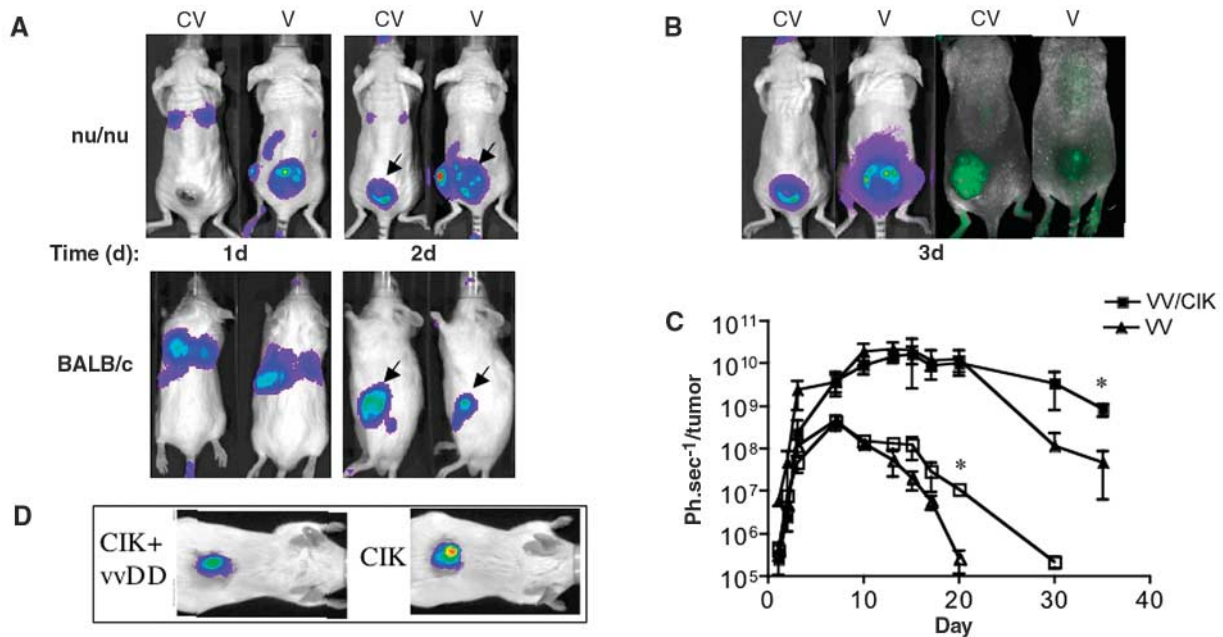 A
CV V CV V
nu/nu
Time (d): 1d 2d
BALB/c
B
CV V CV V
3d
C
VV/CIK
VV
Ph.sec⁻¹/tumor
10¹¹
10¹⁰
10⁹
10⁸
10⁷
10⁶
10⁵
*
*
0 10 20 30 40
Day
D
CIK+
vvDD
CIK